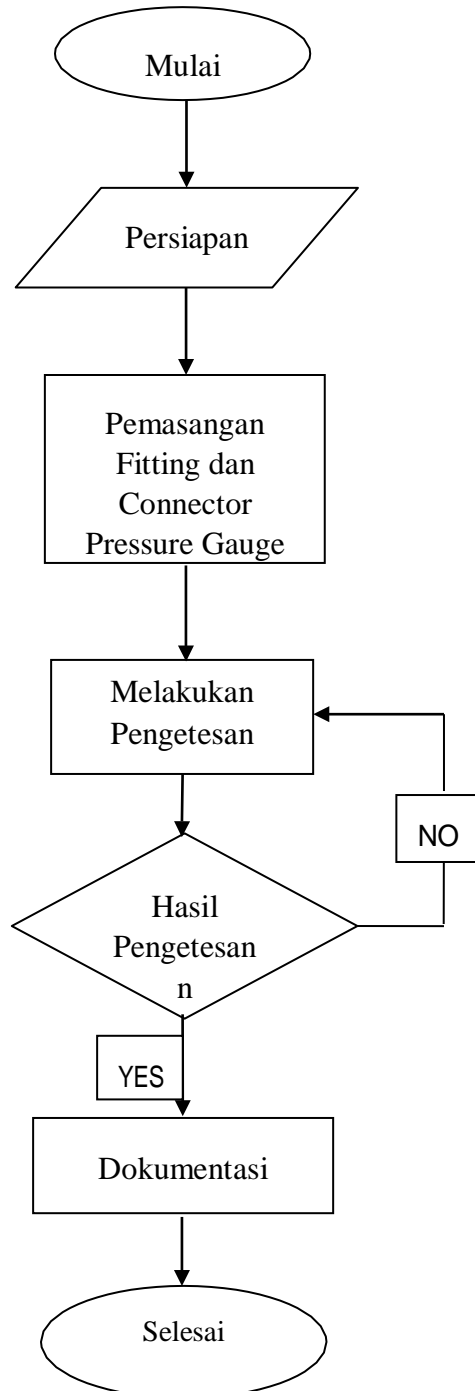 Mulai
Persiapan
Pemasangan
Fitting dan
Connector
Pressure Gauge
Melakukan
Pengetesan
NO
Hasil
Pengetesan
n
YES
Dokumentasi
Selesai